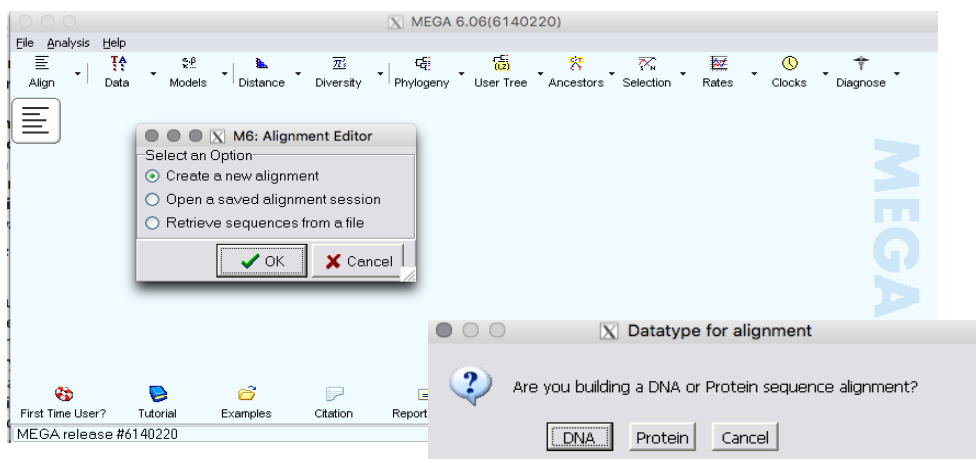 MEGA 6.06(6140220)
File Analysis Help
Align Data Models Distance Diversity Phylogeny User Tree Ancestors Selection Rates Clocks Diagnose
M6: Alignment Editor
Select an Option
Create a new alignment
Open a saved alignment session
Retrieve sequences from a file
OK Cancel
MEGA
Datatype for alignment
Are you building a DNA or Protein sequence alignment?
DNA Protein Cancel
First Time User? Tutorial Examples Citation Report
MEGA release #6140220